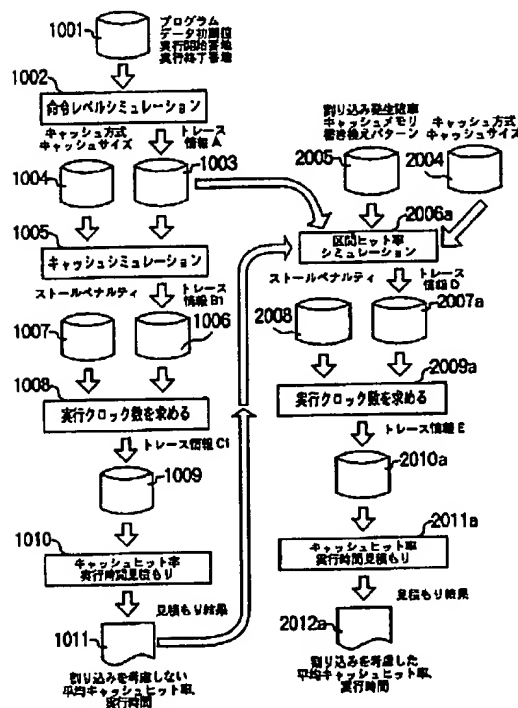 1001
プログラム
データ初期値
実行開始番地
実行終了番地
1002
命令レベルシミュレーション
キャッシュ方式
キャッシュサイズ
トレース
情報A
1004
1003
1005
キャッシュシミュレーション
ストールペナルティ
トレース
情報B1
1007
1006
1008
実行クロック数を求める
トレース情報C1
1009
1010
キャッシュヒット率
実行時間見積もり
見積もり結果
1011
割り込みを考慮しない
平均キャッシュヒット率、
実行時間
割り込み発生確率
キャッシュメモリ
書き換えパターン
キャッシュ方式
キャッシュサイズ
2005
2004
2006a
区間ヒット率
シミュレーション
ストールペナルティ
トレース
情報D
2008
2007a
2009a
実行クロック数を求める
トレース情報E
2010a
2011a
キャッシュヒット率
実行時間見積もり
見積もり結果
2012a
割り込みを考慮した
平均キャッシュヒット率、
実行時間